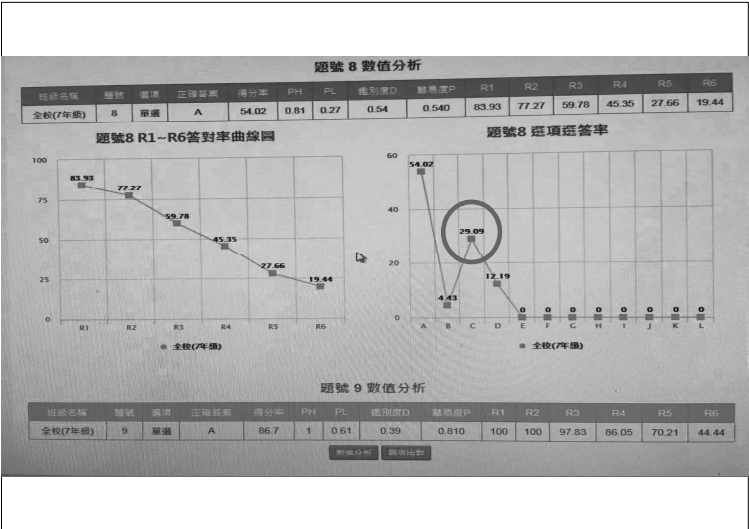 題號 8 數值分析
班級名稱 題號 選項 正確答案 得分率 PH PL 鑑別度D 難易度P R1 R2 R3 R4 R5 R6
全校(7年級) 8 單選 A 54.02 0.81 0.27 0.54 0.540 83.93 77.27 59.78 45.35 27.66 19.44
題號8 R1~R6答對率曲線圖
100
75
50
25
0
83.93
77.27
59.78
45.35
27.66
19.44
R1 R2 R3 R4 R5 R6
全校(7年級)
題號8 選項選答率
60
40
20
0
54.02
4.43
29.09
12.19
0 0 0 0 0 0 0 0
A B C D E F G H I J K L
全校(7年級)
題號 9 數值分析
班級名稱 題號 選項 正確答案 得分率 PH PL 鑑別度D 難易度P R1 R2 R3 R4 R5 R6
全校(7年級) 9 單選 A 86.7 1 0.61 0.39 0.810 100 100 97.83 86.05 70.21 44.44